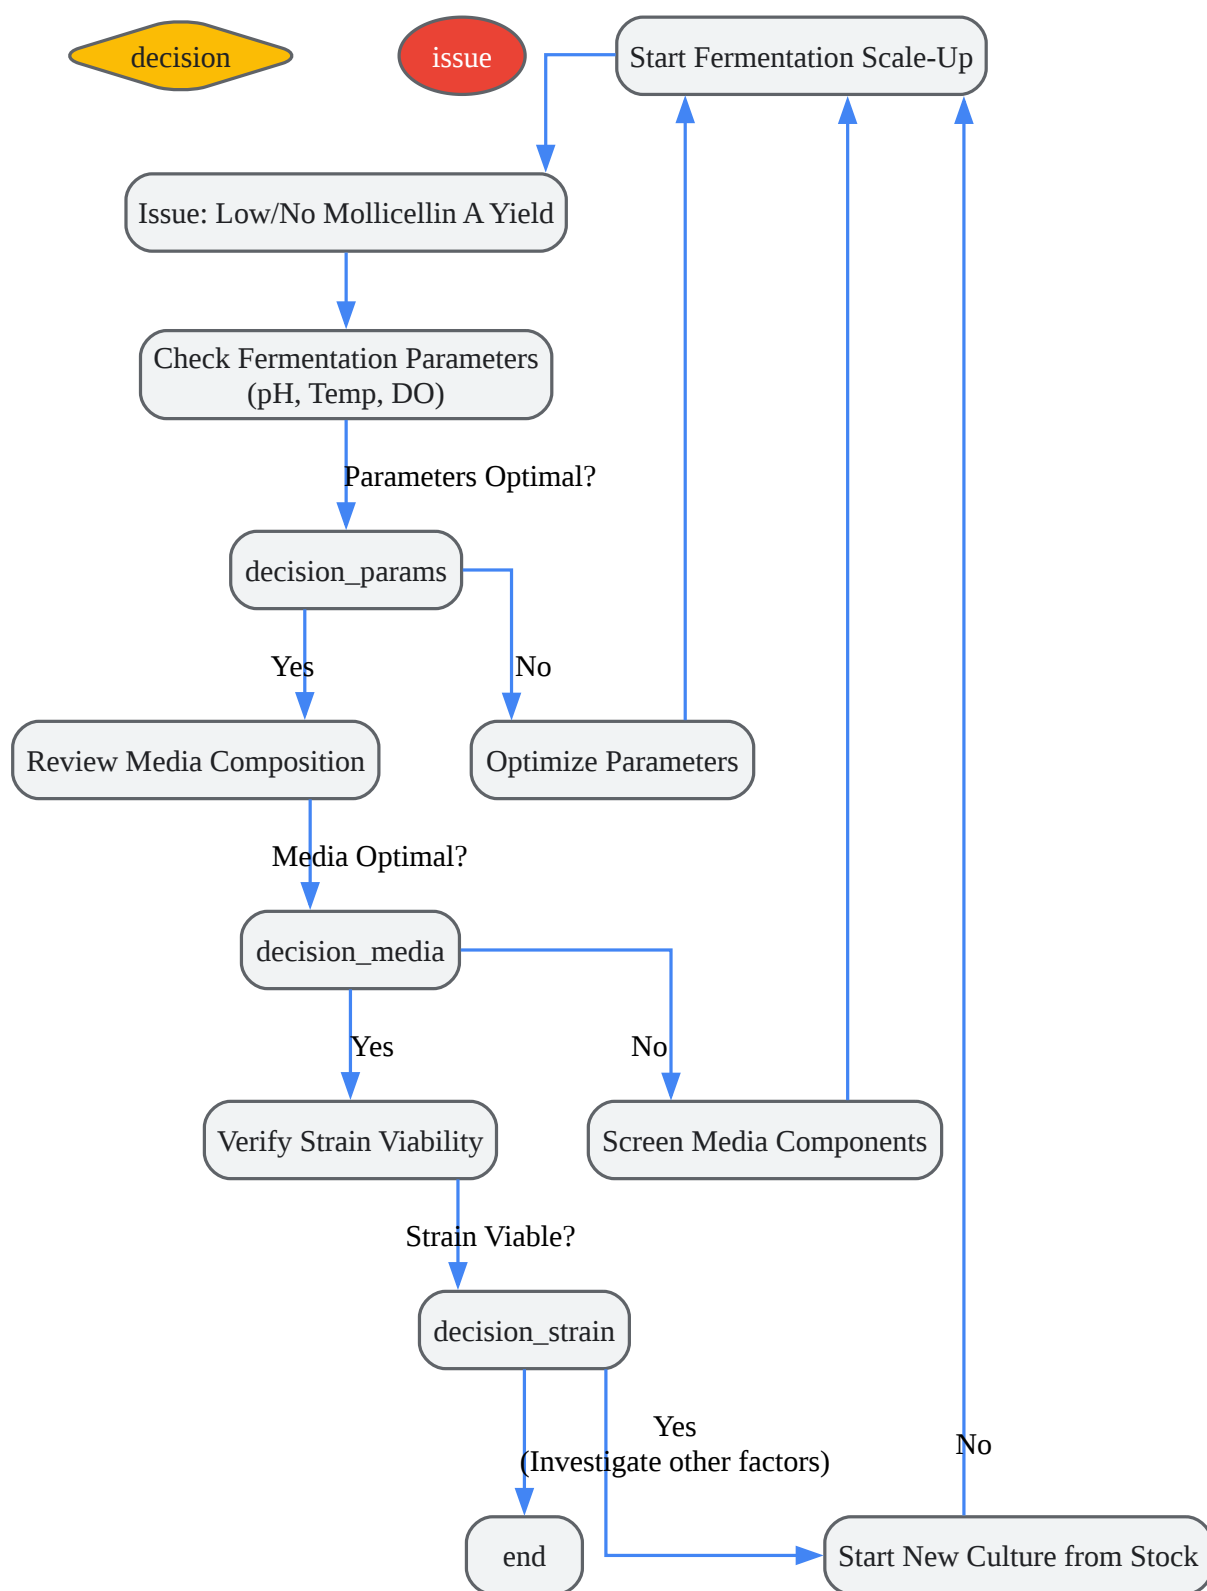 decision
issue
Start Fermentation Scale-Up
Issue: Low/No Mollicellin A Yield
Check Fermentation Parameters
(pH, Temp, DO)
Parameters Optimal?
decision_params
Yes
No
Review Media Composition
Optimize Parameters
Media Optimal?
decision_media
Yes
No
Verify Strain Viability
Screen Media Components
Strain Viable?
decision_strain
Yes
(Investigate other factors)
No
end
Start New Culture from Stock